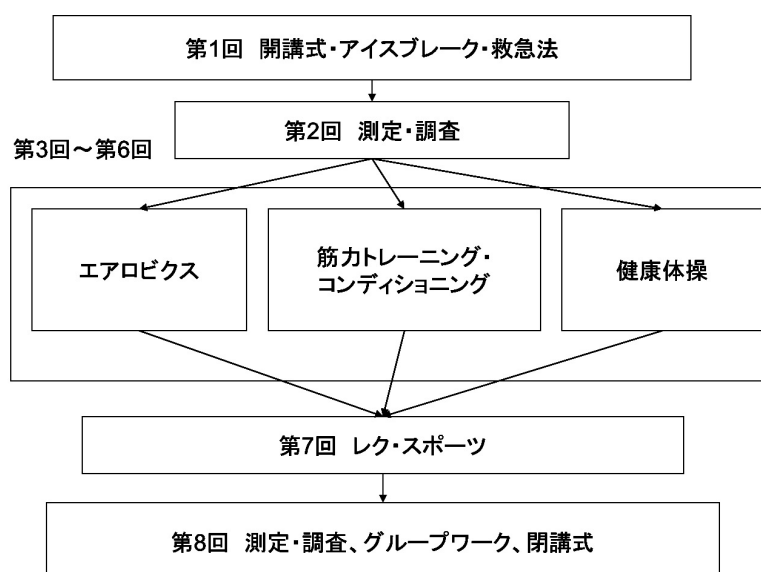 第1回 開講式・アイスブレーク・救急法
第2回 測定・調査
第3回～第6回
エアロビクス
筋力トレーニング・
コンディショニング
健康体操
第7回 レク・スポーツ
第8回 測定・調査、グループワーク、閉講式